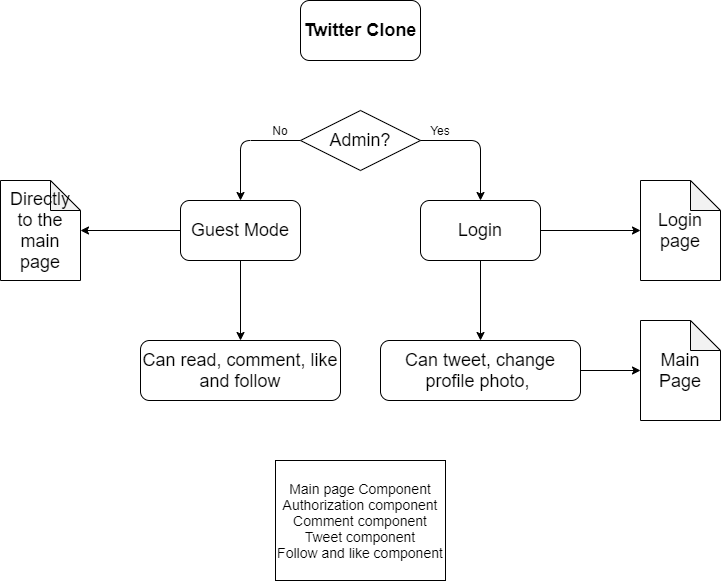 Twitter Clone
No
Admin?
Yes
Directly
to the
main
page
Guest Mode
Login
Login
page
Can read, comment, like
and follow
Can tweet, change
profile photo,
Main
Page
Main page Component
Authorization component
Comment component
Tweet component
Follow and like component